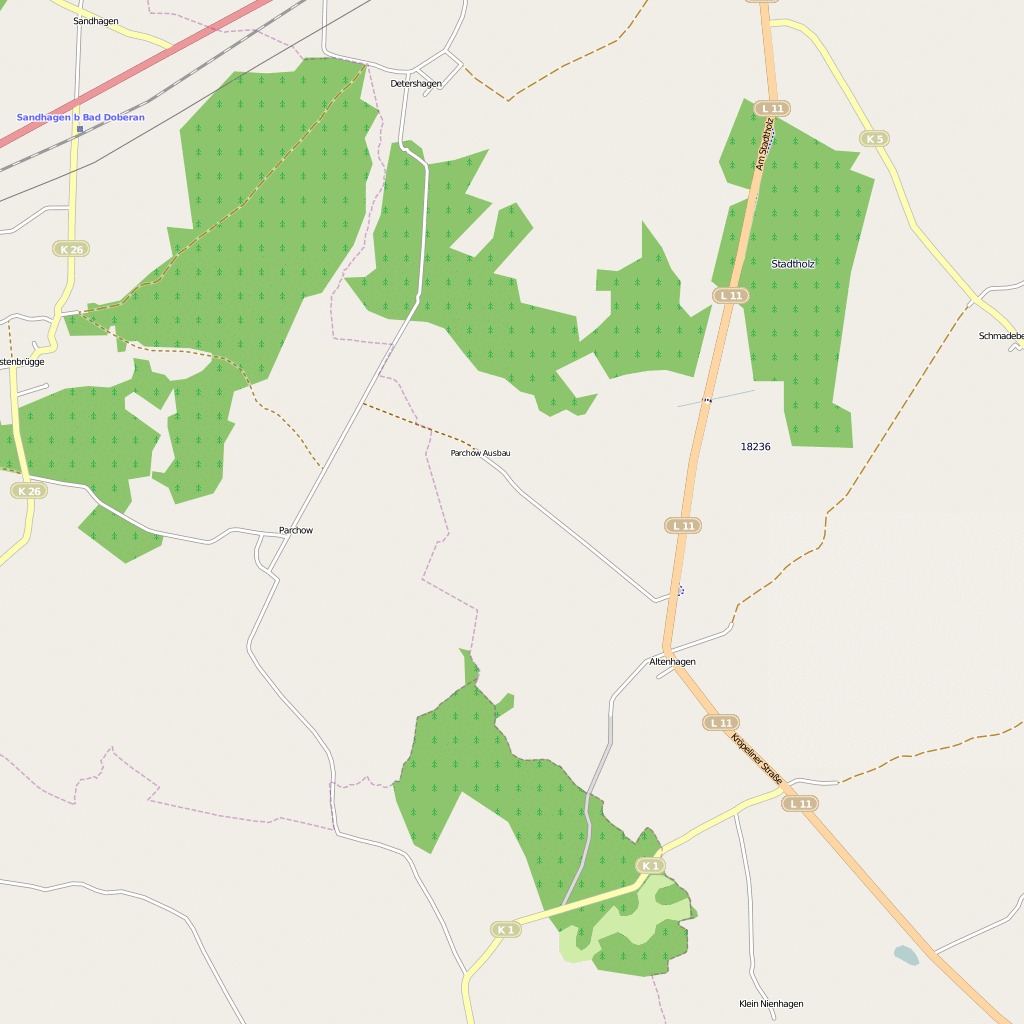 Sandhagen
Detershagen
L 11
Am Stadtholz
Sandhagen b Bad Doberan
K 5
K 26
Stadtholz
L 11
Schmadebe
stenbrügge
18236
Parchow Ausbau
K 26
L 11
Parchow
Altenhagen
L 11
Kröpeliner Straße
L 11
K 1
K 1
Klein Nienhagen